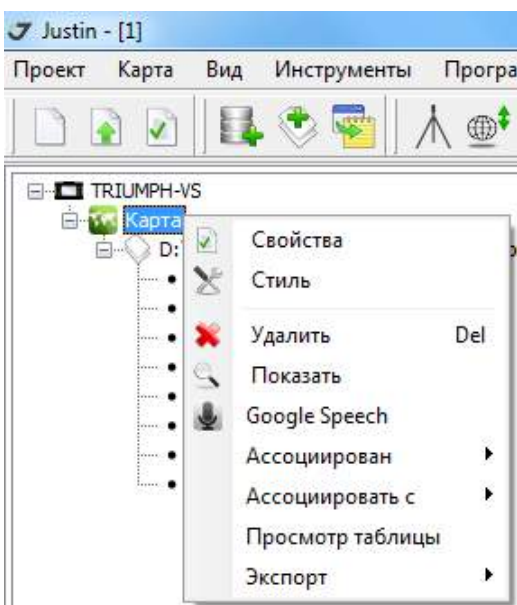 Justin - [1]
Проект Карта Вид Инструменты Програ
TRIUMPH-VS
Карта
D:
Свойства
Стиль
Удалить Del
Показать
Google Speech
Ассоциирован
Ассоциировать с
Просмотр таблицы
Экспорт